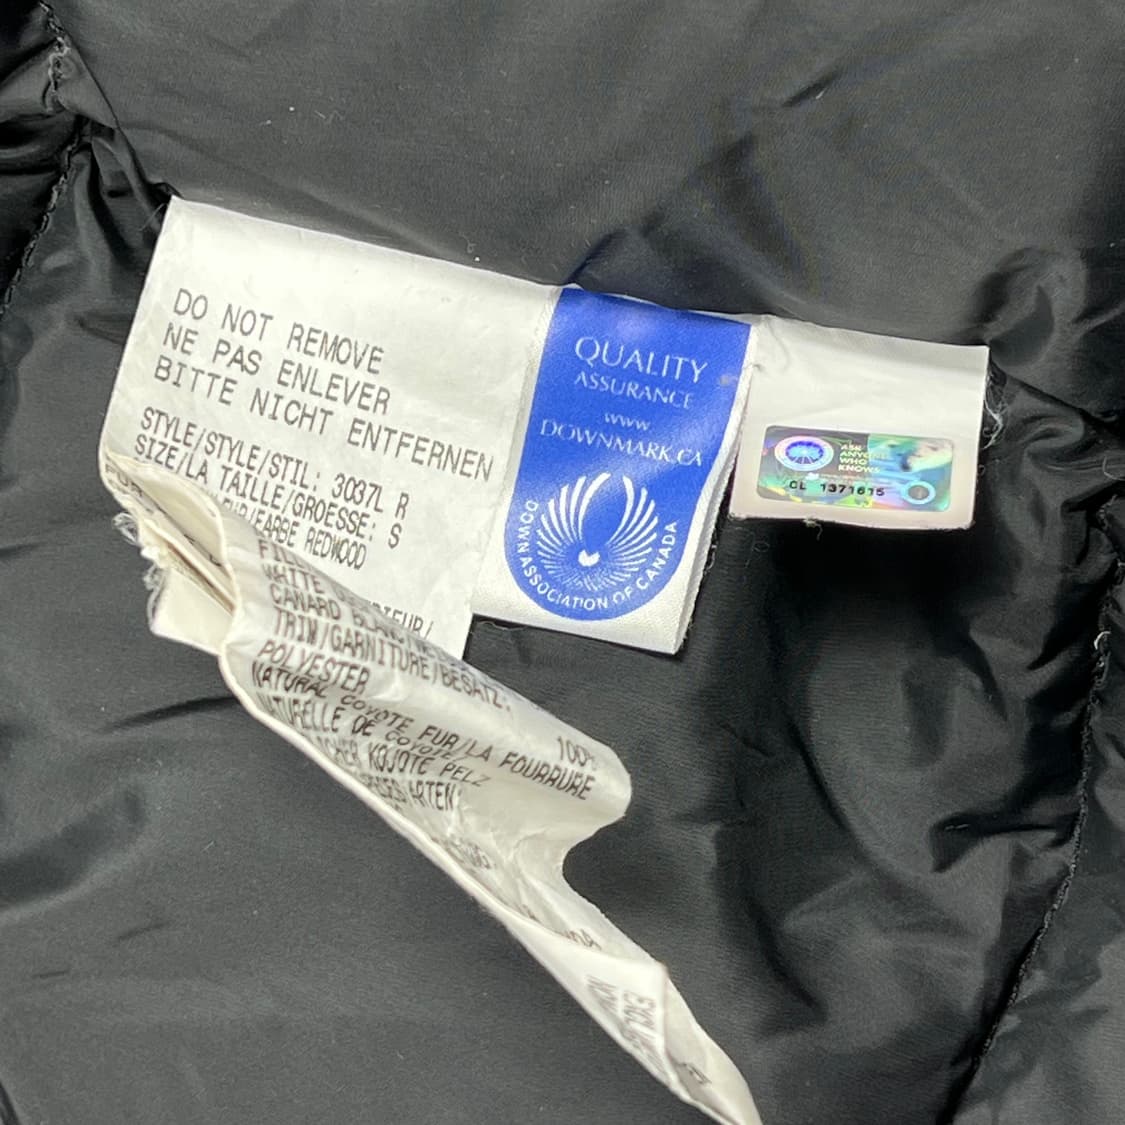 DO NOT REMOVE
NE PAS ENLEVER
BITTE NICHT ENTFERNEN
STYLE/STYLE/STIL: 3037L R
SIZE/LA TAILLE/GROESSE: S
REDWOOD
WHITE
CANARD
TRIM/GARNITURE/BESATZ:
POLYESTER 100%
NATURAL COYOTE FUR/LA FOURRURE
NATURELLE DE COYOTE/
KOJOTE PELZ
ARTEN:
QUALITY
ASSURANCE
www
DOWNMARK.CA
DOWN ASSOCIATION OF CANADA
ASK
ANYONE
WHO
KNOWS
CL 1371615